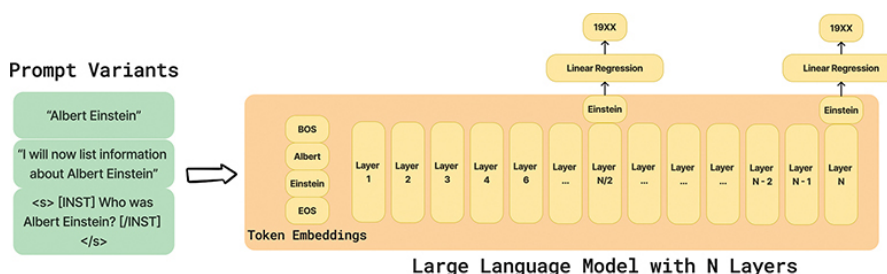 19XX
19XX
Linear Regression
Linear Regression
Prompt Variants
Einstein
Einstein
“Albert Einstein”
“I will now list information
about Albert Einstein”
<s> [INST] Who was
Albert Einstein? [/INST]
</s>
BOS
Albert
Einstein
EOS
Token Embeddings
Layer
1
Layer
2
Layer
3
Layer
4
Layer
6
Layer
...
Layer
N/2
Layer
...
Layer
...
Layer
...
Layer
N - 2
Layer
N - 1
Layer
N
Large Language Model with N Layers